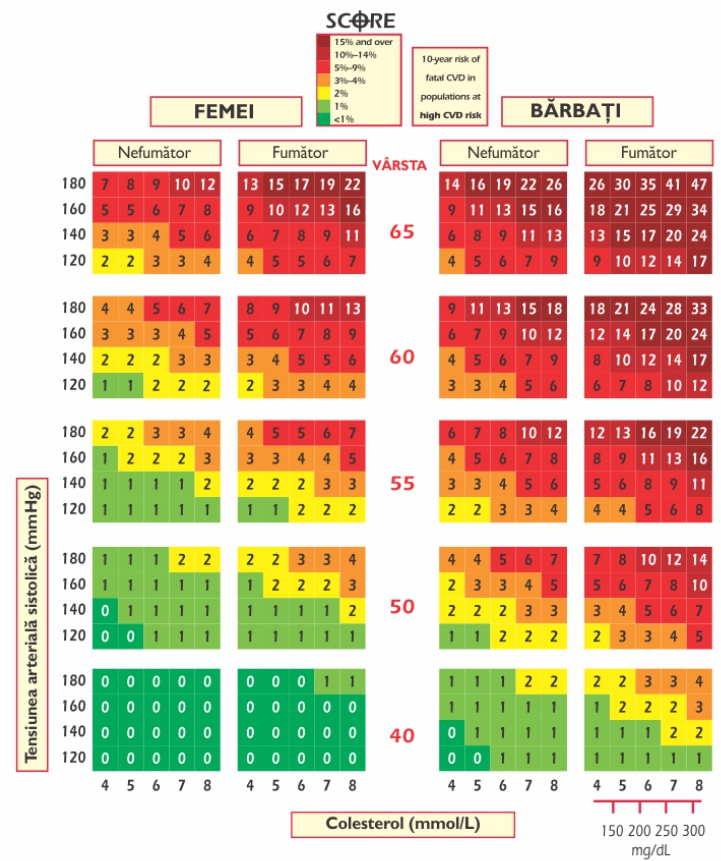 SCORE
15% and over
10%–14%
5%–9%
3%–4%
2%
1%
<1%
10-year risk of
fatal CVD in
populations at
high CVD risk
FEMEI
BĂRBAȚI
Nefumător
Fumător
VÂRSTA
Nefumător
Fumător
180 7 8 9 10 12 13 15 17 19 22 14 16 19 22 26 26 30 35 41 47
160 5 5 6 7 8 9 10 12 13 16 9 11 13 15 16 18 21 25 29 34
65
140 3 3 4 5 6 6 7 8 9 11 6 8 9 11 13 13 15 17 20 24
120 2 2 3 3 4 4 5 5 6 7 4 5 6 7 9 9 10 12 14 17
180 4 4 5 6 7 8 9 10 11 13 9 11 13 15 18 18 21 24 28 33
160 3 3 3 4 5 5 6 7 8 9 6 7 9 10 12 12 14 17 20 24
60
140 2 2 2 3 3 3 4 5 5 6 4 5 6 7 9 8 10 12 14 17
120 1 1 2 2 2 2 3 3 4 4 3 3 4 5 6 6 7 8 10 12
180 2 2 3 3 4 4 5 5 6 7 6 7 8 10 12 12 13 16 19 22
160 1 2 2 2 3 3 3 4 4 5 4 5 6 7 8 8 9 11 13 16
55
140 1 1 1 1 2 2 2 2 3 3 3 3 4 5 6 5 6 8 9 11
120 1 1 1 1 1 1 1 2 2 2 2 2 3 3 4 4 4 5 6 8
180 1 1 1 2 2 2 2 3 3 4 4 4 5 6 7 7 8 10 12 14
160 1 1 1 1 1 1 2 2 2 3 2 3 3 4 5 5 6 7 8 10
50
140 0 1 1 1 1 1 1 1 1 2 2 2 2 3 3 3 4 5 6 7
120 0 0 1 1 1 1 1 1 1 1 1 1 2 2 2 2 3 3 4 5
180 0 0 0 0 0 0 0 0 1 1 1 1 1 2 2 2 2 3 3 4
160 0 0 0 0 0 0 0 0 0 0 1 1 1 1 1 1 2 2 2 3
40
140 0 0 0 0 0 0 0 0 0 0 0 1 1 1 1 1 1 1 2 2
120 0 0 0 0 0 0 0 0 0 0 0 0 1 1 1 1 1 1 1 1
4 5 6 7 8 4 5 6 7 8 4 5 6 7 8 4 5 6 7 8
Tensiunea arterială sistolică (mmHg)
Colesterol (mmol/L)
150 200 250 300
mg/dL